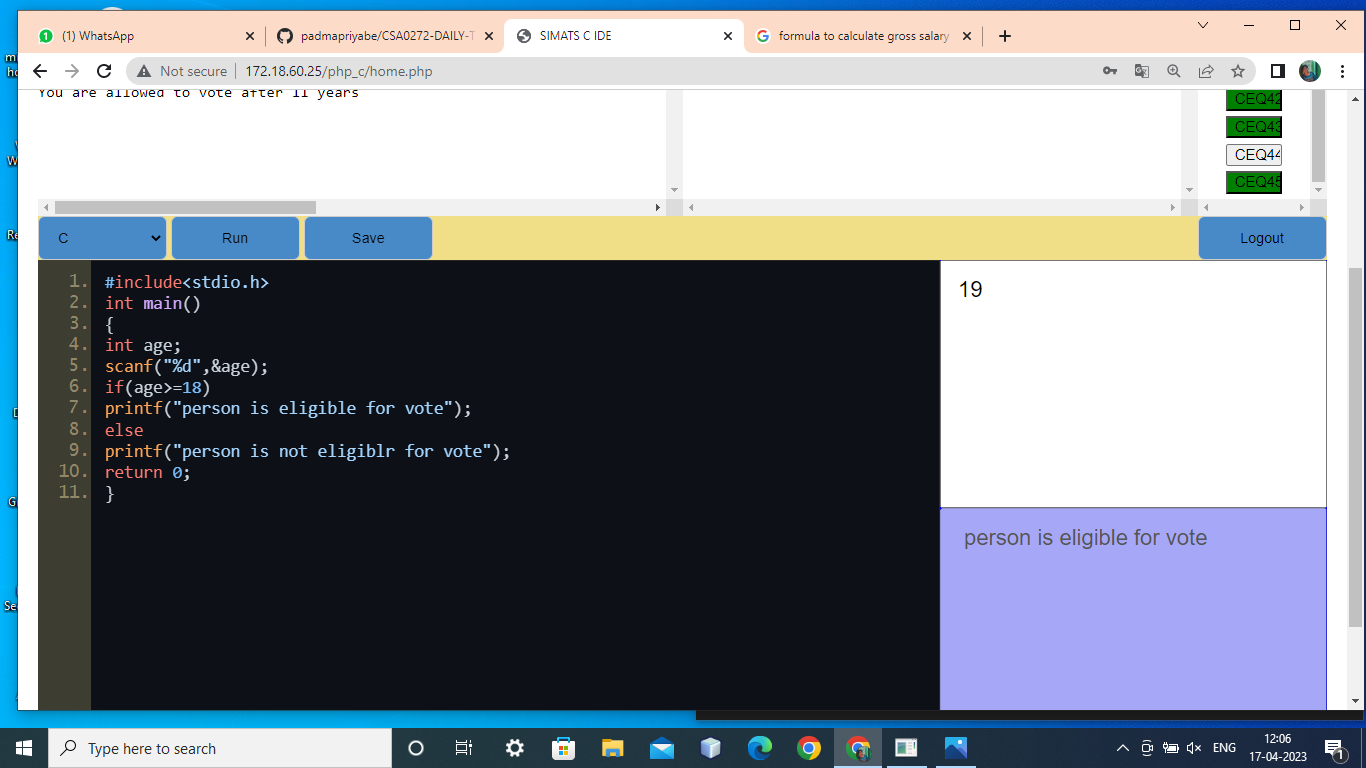 (1) WhatsApp
padmapriyabe/CSA0272-DAILY-T
SIMATS C IDE
formula to calculate gross salary
Not secure
172.18.60.25/php_c/home.php
You are allowed to vote after 11 years
CEQ42
CEQ43
CEQ44
CEQ45
C
Run
Save
Logout
1. #include<stdio.h>
2. int main()
3. {
4. int age;
5. scanf("%d",&age);
6. if(age>=18)
7. printf("person is eligible for vote");
8. else
9. printf("person is not eligiblr for vote");
10. return 0;
11. }
19
person is eligible for vote
Type here to search
ENG
12:06
17-04-2023
1